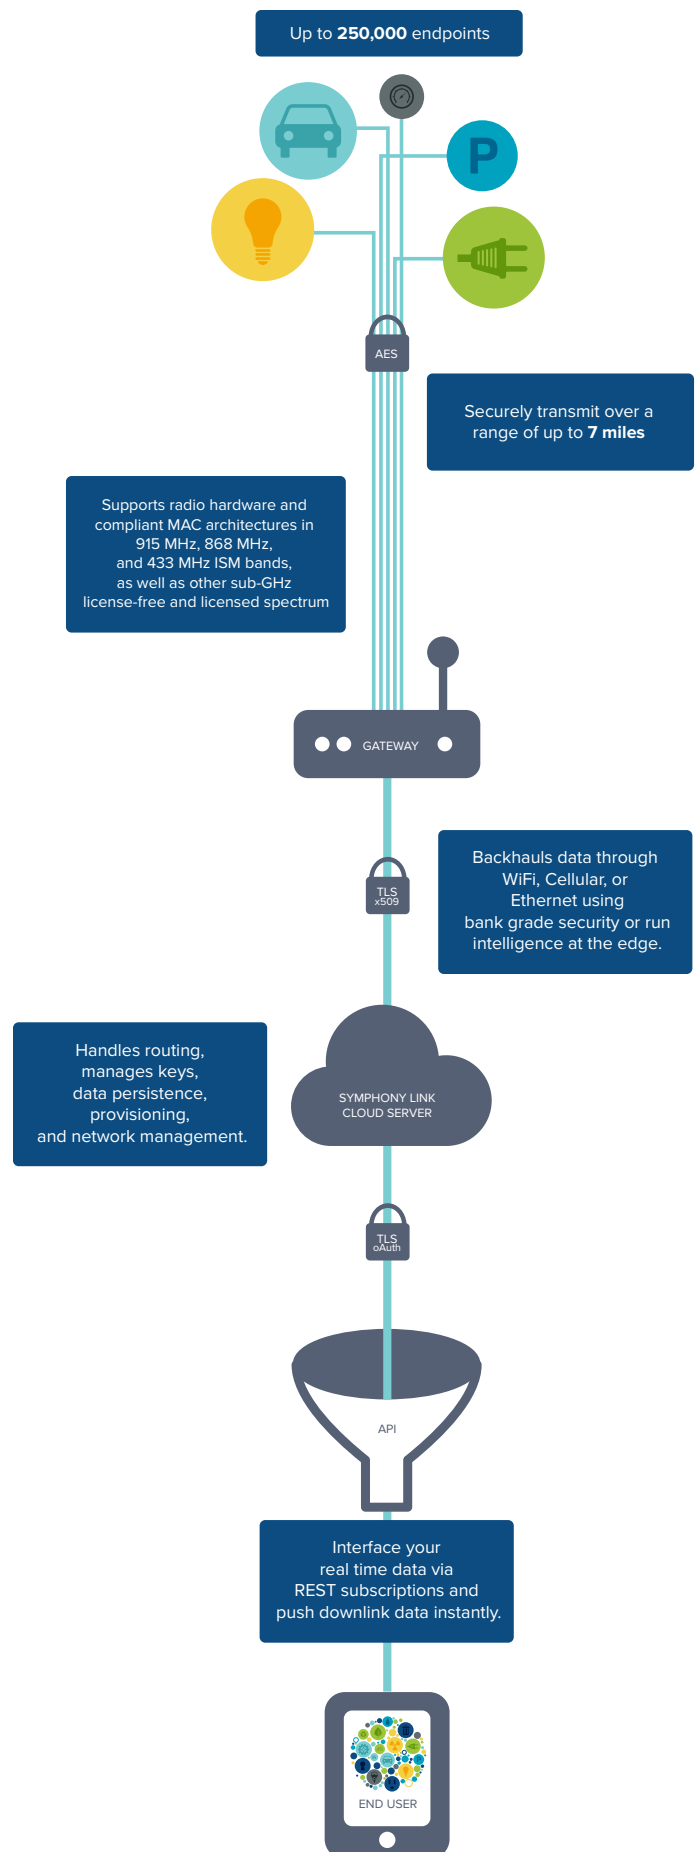 Up to 250,000 endpoints
P
AES
Securely transmit over a
range of up to 7 miles
Supports radio hardware and
compliant MAC architectures in
915 MHz, 868 MHz,
and 433 MHz ISM bands,
as well as other sub-GHz
license-free and licensed spectrum
GATEWAY
TLS
x509
Backhauls data through
WiFi, Cellular, or
Ethernet using
bank grade security or run
intelligence at the edge.
Handles routing,
manages keys,
data persistence,
provisioning,
and network management.
SYMPHONY LINK
CLOUD SERVER
TLS
oAuth
API
Interface your
real time data via
REST subscriptions and
push downlink data instantly.
END USER